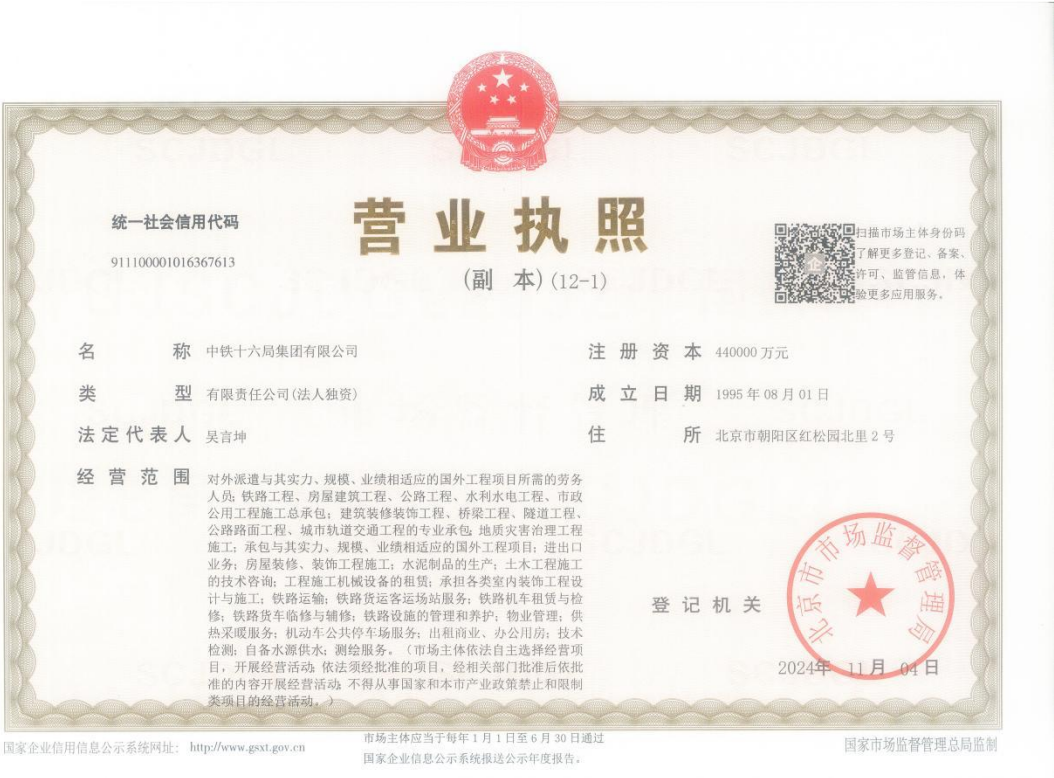 统一社会信用代码
911100001016367613
营业执照
(副 本)(12-1)
扫描市场主体身份码
了解更多登记、备案、
许可、监管信息，体
验更多应用服务。
名 称 中铁十六局集团有限公司
注册资本 440000万元
类 型 有限责任公司(法人独资)
成立日期 1995年08月01日
法定代表人 吴言坤
住 所 北京市朝阳区红松园北里2号
经营范围 对外派遣与其实力、规模、业绩相适应的国外工程项目所需的劳务
人员；铁路工程、房屋建筑工程、公路工程、水利水电工程、市政
公用工程施工总承包；建筑装修装饰工程、桥梁工程、隧道工程、
公路路面工程、城市轨道交通工程的专业承包；地质灾害治理工程
施工；承包与其实力、规模、业绩相适应的国外工程项目；进出口
业务；房屋装修、装饰工程施工；水泥制品的生产；土木工程施工
的技术咨询；工程施工机械设备的租赁；承担各类室内装饰工程设
计与施工；铁路运输；铁路货运客运场站服务；铁路机车租赁与检
修；铁路货车临修与辅修；铁路设施的管理和养护；物业管理；供
热采暖服务；机动车公共停车场服务；出租商业、办公用房；技术
检测；自备水源供水；测绘服务。（市场主体依法自主选择经营项
目，开展经营活动；依法须经批准的项目，经相关部门批准后依批
准的内容开展经营活动；不得从事国家和本市产业政策禁止和限制
类项目的经营活动。）
登记机关
北京市市场监督管理局
2024年 11月 04日
国家企业信用信息公示系统网址： http://www.gsxt.gov.cn
市场主体应当于每年1月1日至6月30日通过
国家企业信用信息公示系统报送公示年度报告。
国家市场监督管理总局监制